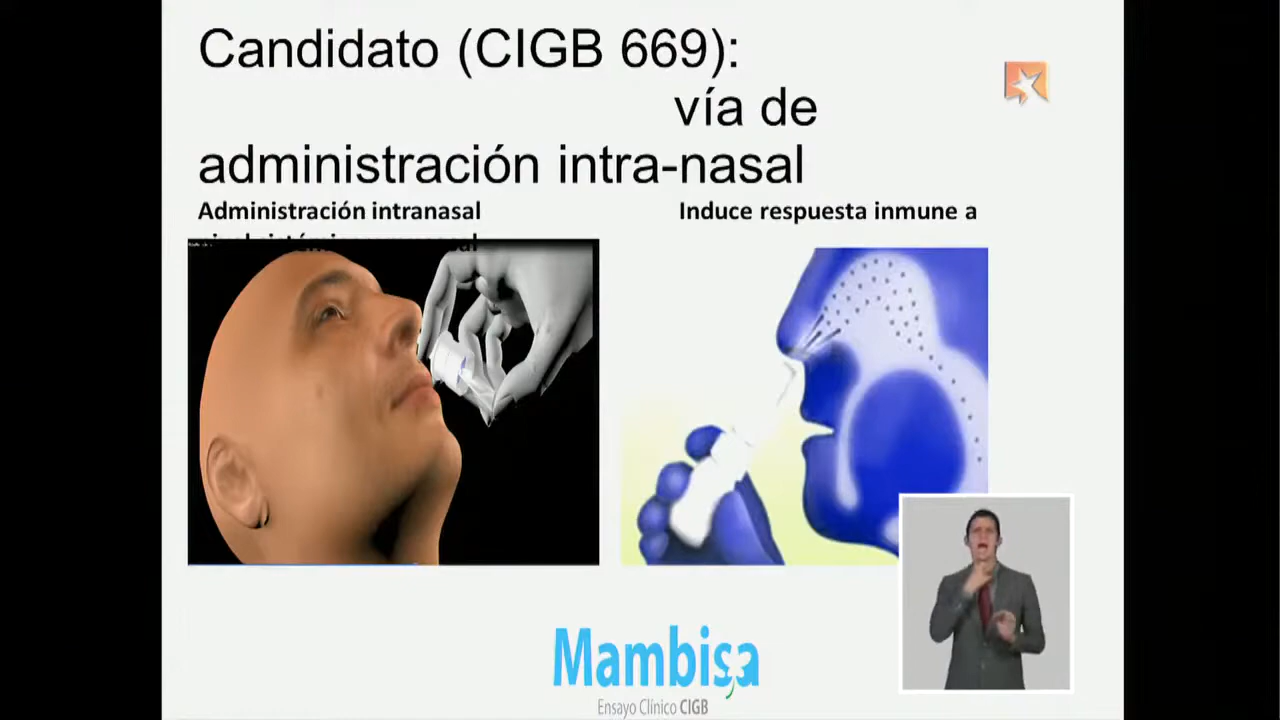 Candidato (CIGB 669):
vía de
administración intra-nasal
Administración intranasal Induce respuesta inmune a
Mambisa
Ensayo Clínico CIGB